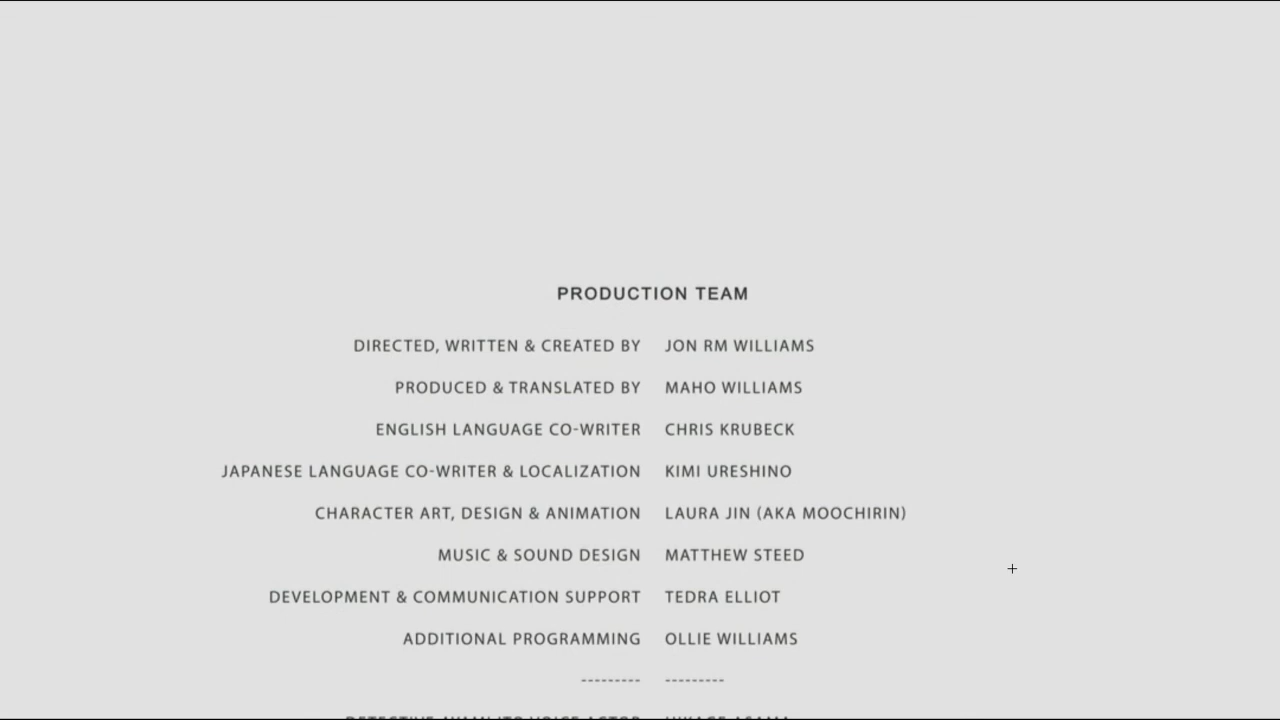 PRODUCTION TEAM
DIRECTED, WRITTEN & CREATED BY JON RM WILLIAMS
PRODUCED & TRANSLATED BY MAHO WILLIAMS
ENGLISH LANGUAGE CO-WRITER CHRIS KRUBECK
JAPANESE LANGUAGE CO-WRITER & LOCALIZATION KIMI URESHINO
CHARACTER ART, DESIGN & ANIMATION LAURA JIN (AKA MOOCHIRIN)
MUSIC & SOUND DESIGN MATTHEW STEED
DEVELOPMENT & COMMUNICATION SUPPORT TEDRA ELLIOT
ADDITIONAL PROGRAMMING OLLIE WILLIAMS
--------- ---------